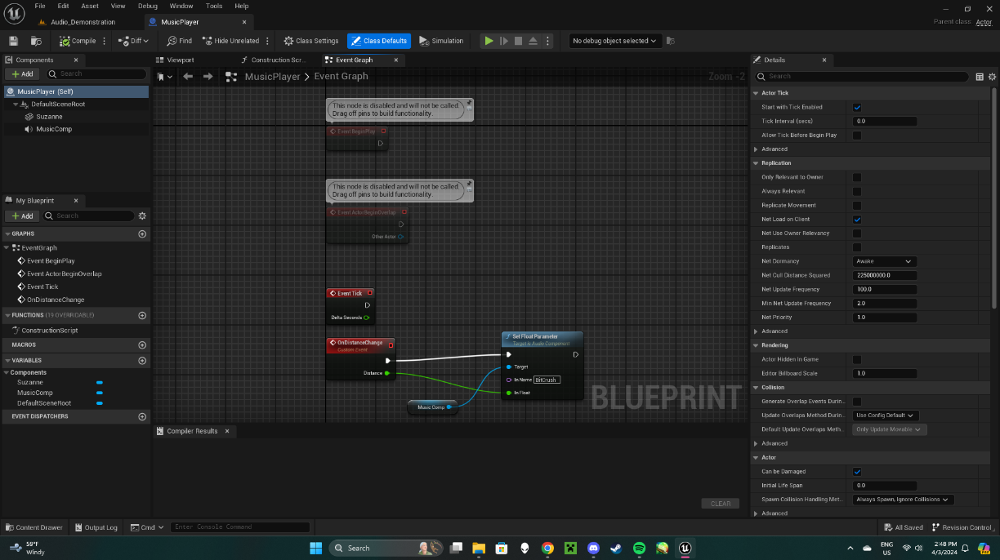 File Edit Asset View Debug Window Tools Help
Audio_Demonstration
MusicPlayer
Parent class: Actor
Compile
Diff
Find
Hide Unrelated
Class Settings
Class Defaults
Simulation
No debug object selected
Components
Add
Search
MusicPlayer (Self)
DefaultSceneRoot
Suzanne
MusicComp
Viewport
Construction Scr...
Event Graph
MusicPlayer > Event Graph
Zoom -2
This node is disabled and will not be called.
Drag off pins to build functionality.
Event BeginPlay
This node is disabled and will not be called.
Drag off pins to build functionality.
Event ActorBeginOverlap
Other Actor
Event Tick
Delta Seconds
OnDistanceChange
Custom Event
Distance
Music Comp
Set Float Parameter
Target is Audio Component
Target
In Name BitCrush
In Float
BLUEPRINT
My Blueprint
Add
Search
GRAPHS
EventGraph
Event BeginPlay
Event ActorBeginOverlap
Event Tick
OnDistanceChange
FUNCTIONS (19 OVERRIDABLE)
ConstructionScript
MACROS
VARIABLES
Components
Suzanne
MusicComp
DefaultSceneRoot
EVENT DISPATCHERS
Compiler Results
CLEAR
Details
Search
Actor Tick
Start with Tick Enabled
Tick Interval (secs) 0.0
Allow Tick Before Begin Play
Advanced
Replication
Only Relevant to Owner
Always Relevant
Replicate Movement
Net Load on Client
Net Use Owner Relevancy
Replicates
Net Dormancy Awake
Net Cull Distance Squared 225000000.0
Net Update Frequency 100.0
Min Net Update Frequency 2.0
Net Priority 1.0
Advanced
Rendering
Actor Hidden In Game
Editor Billboard Scale 1.0
Collision
Generate Overlap Events Durin...
Update Overlaps Method Durin... Use Config Default
Default Update Overlaps Meth... Only Update Movable
Advanced
Actor
Can be Damaged
Initial Life Span 0.0
Spawn Collision Handling Met... Always Spawn, Ignore Collisions
Advanced
Content Drawer
Output Log
Cmd
Enter Console Command
All Saved
Revision Control
59°F
Windy
Search
ENG
US
2:48 PM
4/3/2024